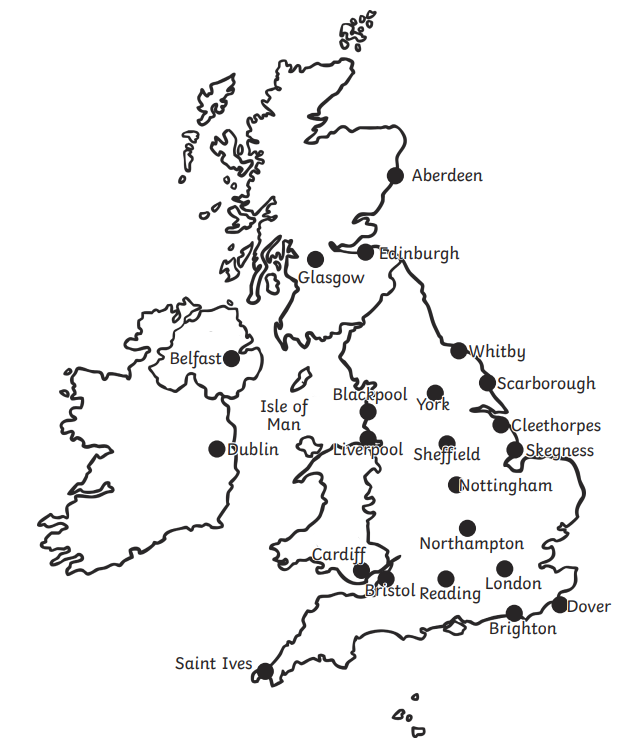 Aberdeen
Edinburgh
Glasgow
Whitby
Belfast
Scarborough
Blackpool
York
Isle of
Man
Cleethorpes
Dublin
Liverpool
Sheffield
Skegness
Nottingham
Northampton
Cardiff
Bristol
Reading
London
Dover
Brighton
Saint Ives